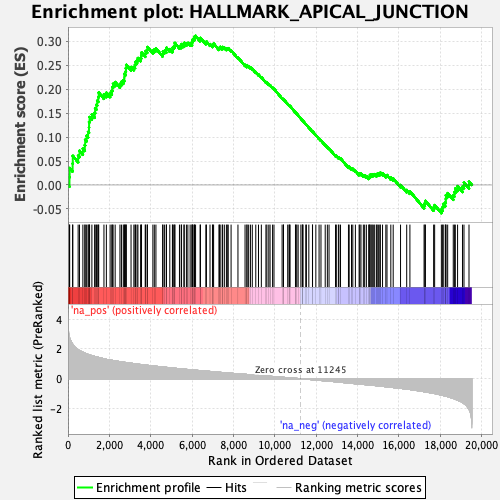 Enrichment plot: HALLMARK_APICAL_JUNCTION
Enrichment score (ES)
0.30
0.25
0.20
0.15
0.10
0.05
0.00
-0.05
'na_pos' (positively correlated)
Ranked list metric (PreRanked)
4
2
0
-2
Zero cross at 11245
'na_neg' (negatively correlated)
0
2,000
4,000
6,000
8,000
10,000
12,000
14,000
16,000
18,000
20,000
Rank in Ordered Dataset
Enrichment profile
Hits
Ranking metric scores